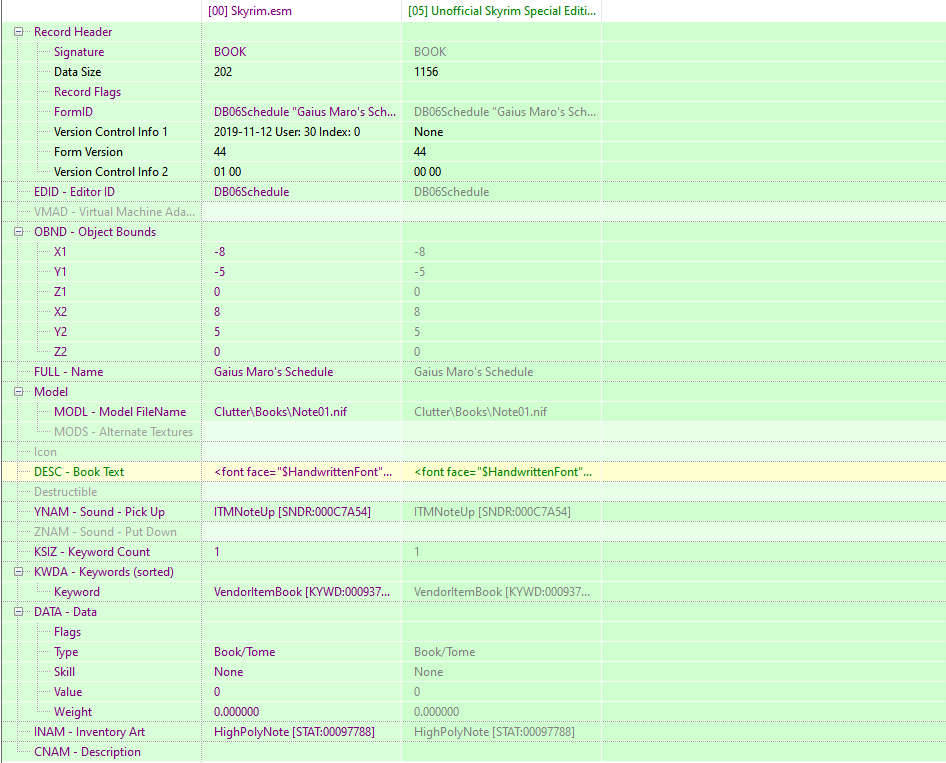 [00] Skyrim.esm [05] Unofficial Skyrim Special Editi...
Record Header
Signature BOOK BOOK
Data Size 202 1156
Record Flags
FormID DB06Schedule "Gaius Maro's Sch... DB06Schedule "Gaius Maro's Sch...
Version Control Info 1 2019-11-12 User: 30 Index: 0 None
Form Version 44 44
Version Control Info 2 01 00 00 00
EDID - Editor ID DB06Schedule DB06Schedule
VMAD - Virtual Machine Ada...
OBND - Object Bounds
X1 -8 -8
Y1 -5 -5
Z1 0 0
X2 8 8
Y2 5 5
Z2 0 0
FULL - Name Gaius Maro's Schedule Gaius Maro's Schedule
Model
MODL - Model FileName Clutter\Books\Note01.nif Clutter\Books\Note01.nif
MODS - Alternate Textures
Icon
DESC - Book Text <font face="$HandwrittenFont"... <font face="$HandwrittenFont"...
Destructible
YNAM - Sound - Pick Up ITMNoteUp [SNDR:000C7A54] ITMNoteUp [SNDR:000C7A54]
ZNAM - Sound - Put Down
KSIZ - Keyword Count 1 1
KWDA - Keywords (sorted)
Keyword VendorItemBook [KYWD:000937... VendorItemBook [KYWD:000937...
DATA - Data
Flags
Type Book/Tome Book/Tome
Skill None None
Value 0 0
Weight 0.000000 0.000000
INAM - Inventory Art HighPolyNote [STAT:00097788] HighPolyNote [STAT:00097788]
CNAM - Description